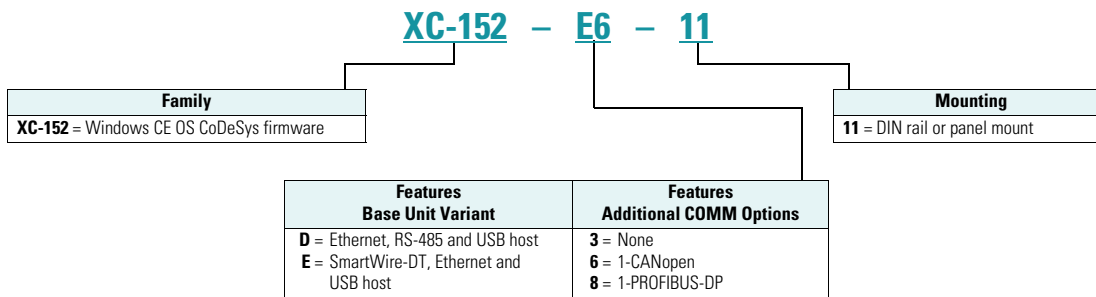 XC-152 – E6 – 11
Family
XC-152 = Windows CE OS CoDeSys firmware
Mounting
11 = DIN rail or panel mount
Features
Base Unit Variant
D = Ethernet, RS-485 and USB host
E = SmartWire-DT, Ethernet and
USB host
Features
Additional COMM Options
3 = None
6 = 1-CANopen
8 = 1-PROFIBUS-DP